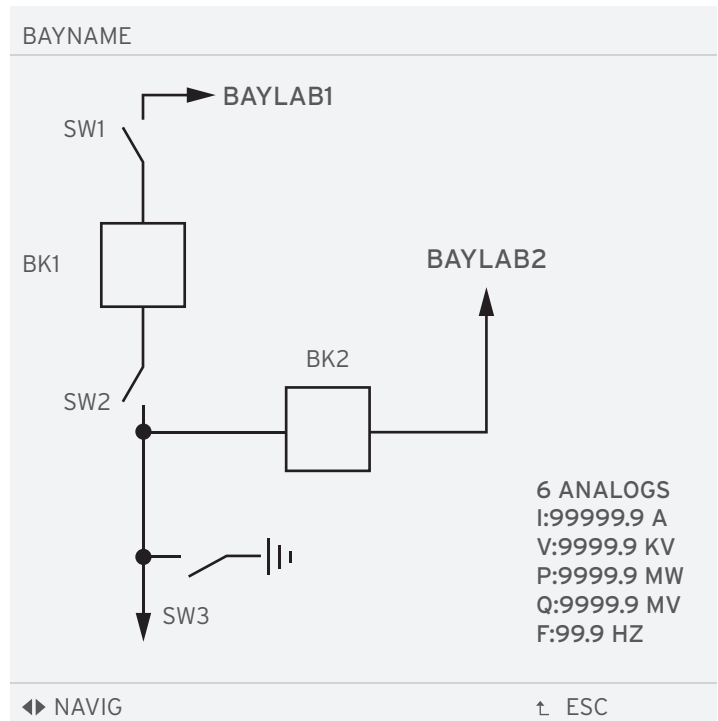 BAYNAME
BAYLAB1
SW1
BK1
BAYLAB2
BK2
SW2
6 ANALOGS
I:99999.9 A
V:9999.9 KV
P:9999.9 MW
Q:9999.9 MV
F:99.9 HZ
SW3
NAVIG
ESC